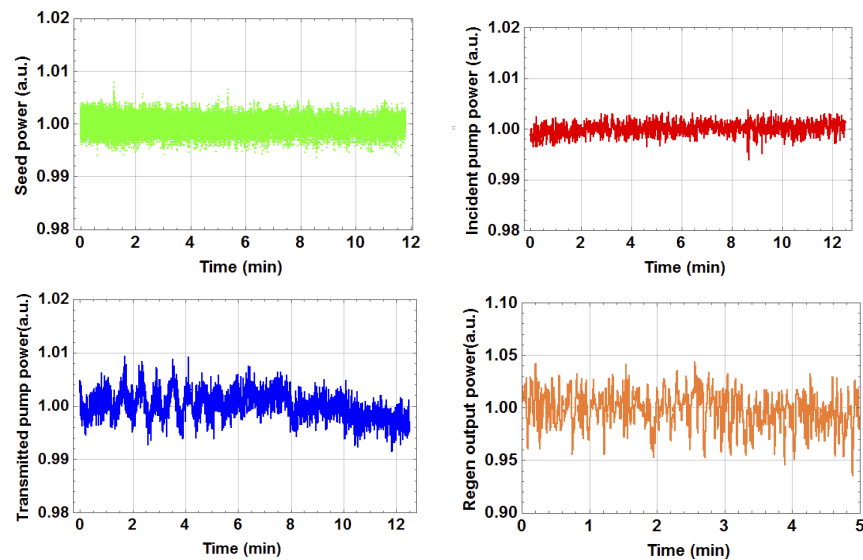 1.02
1.01
1.00
0.99
0.98
Seed power (a.u.)
0 2 4 6 8 10 12
Time (min)
1.02
1.01
1.00
0.99
0.98
Incident pump power (a.u.)
0 2 4 6 8 10 12
Time (min)
1.02
1.01
1.00
0.99
0.98
Transmitted pump power(a.u.)
0 2 4 6 8 10 12
Time (min)
1.10
1.05
1.00
0.95
0.90
Regen output power(a.u.)
0 1 2 3 4 5
Time (min)